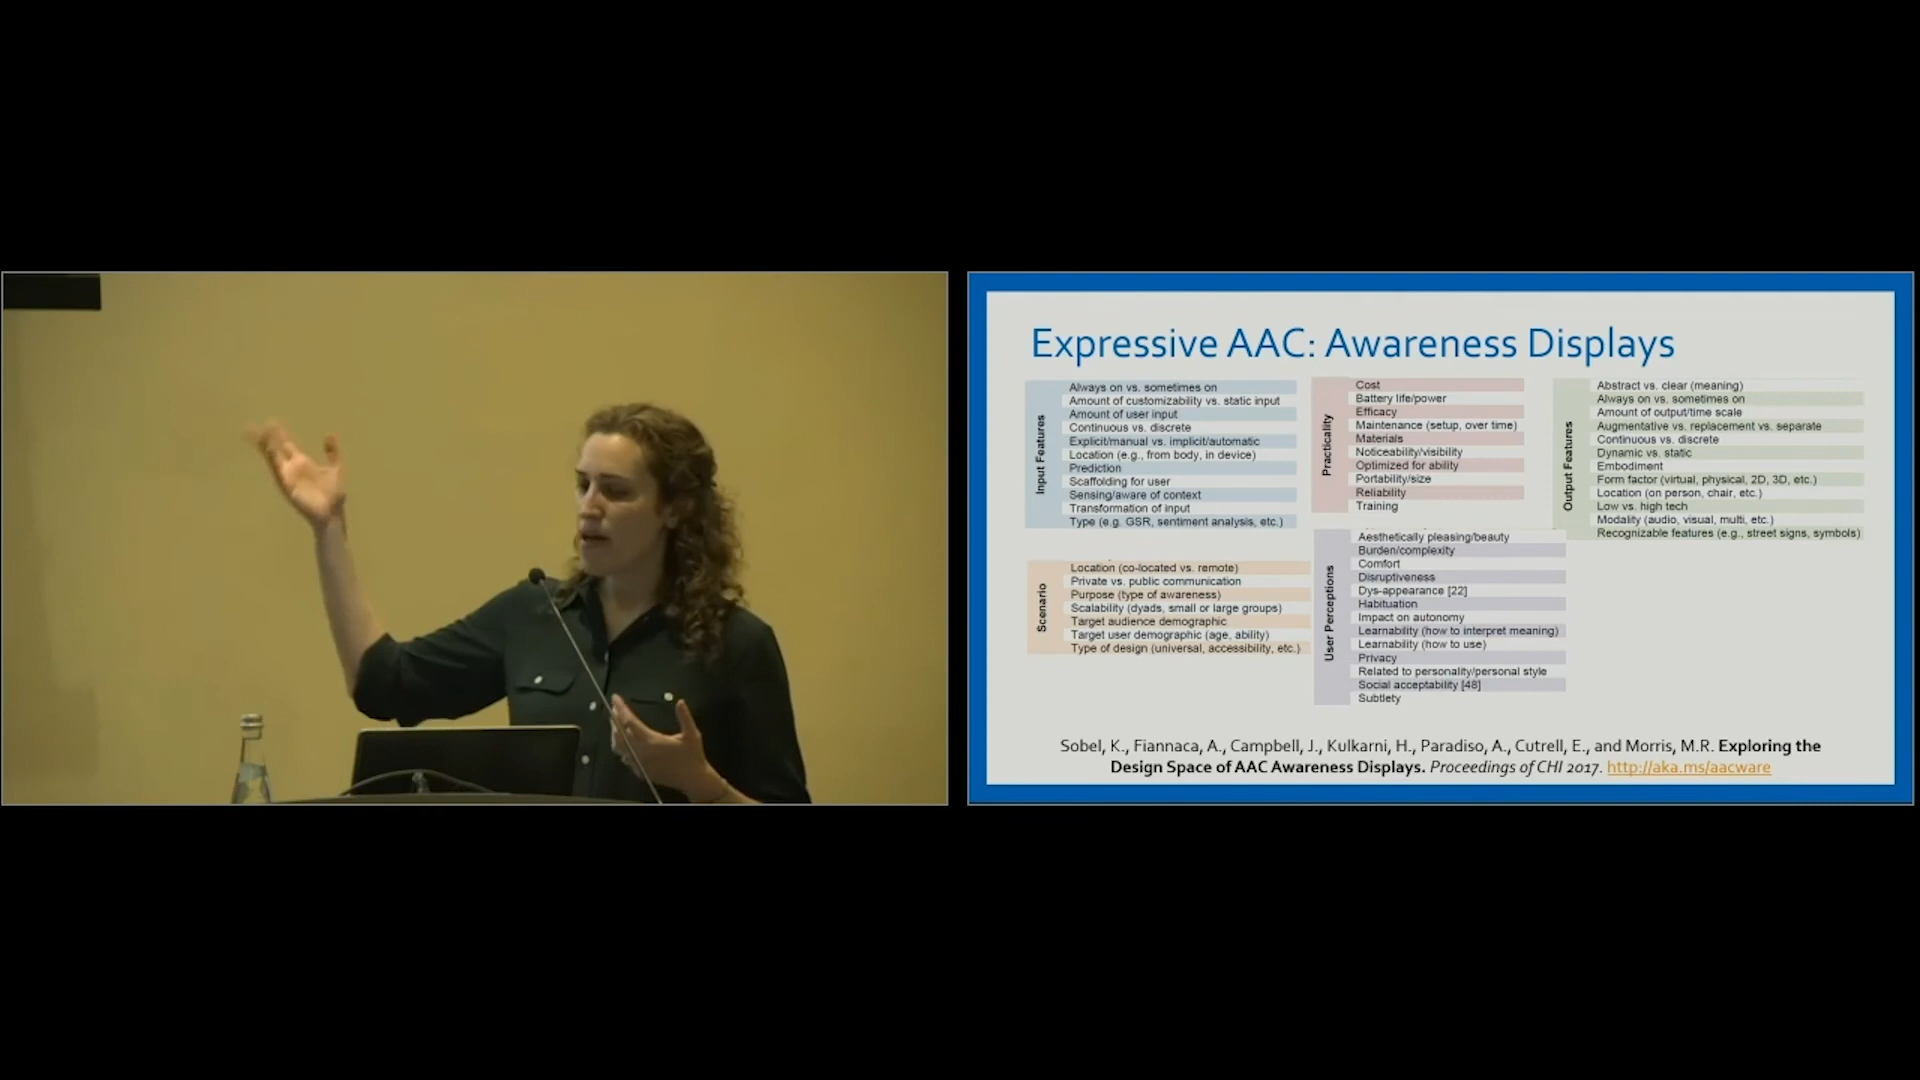 Expressive AAC: Awareness Displays
Input Features
Always on vs. sometimes on
Amount of customizability vs. static input
Amount of user input
Continuous vs. discrete
Explicit/manual vs. implicit/automatic
Location (e.g., from body, in device)
Prediction
Scaffolding for user
Sensing/aware of context
Transformation of input
Type (e.g. GSR, sentiment analysis, etc.)
Scenario
Location (co-located vs. remote)
Private vs. public communication
Purpose (type of awareness)
Scalability (dyads, small or large groups)
Target audience demographic
Target user demographic (age, ability)
Type of design (universal, accessibility, etc.)
Practicality
Cost
Battery life/power
Efficacy
Maintenance (setup, over time)
Materials
Noticeability/visibility
Optimized for ability
Portability/size
Reliability
Training
User Perceptions
Aesthetically pleasing/beauty
Burden/complexity
Comfort
Disruptiveness
Dys-appearance [22]
Habituation
Impact on autonomy
Learnability (how to interpret meaning)
Learnability (how to use)
Privacy
Related to personality/personal style
Social acceptability [48]
Subtlety
Output Features
Abstract vs. clear (meaning)
Always on vs. sometimes on
Amount of output/time scale
Augmentative vs. replacement vs. separate
Continuous vs. discrete
Dynamic vs. static
Embodiment
Form factor (virtual, physical, 2D, 3D, etc.)
Location (on person, chair, etc.)
Low vs. high tech
Modality (audio, visual, multi, etc.)
Recognizable features (e.g., street signs, symbols)
Sobel, K., Fiannaca, A., Campbell, J., Kulkarni, H., Paradiso, A., Cutrell, E., and Morris, M.R. Exploring the
Design Space of AAC Awareness Displays. Proceedings of CHI 2017. http://aka.ms/aacware